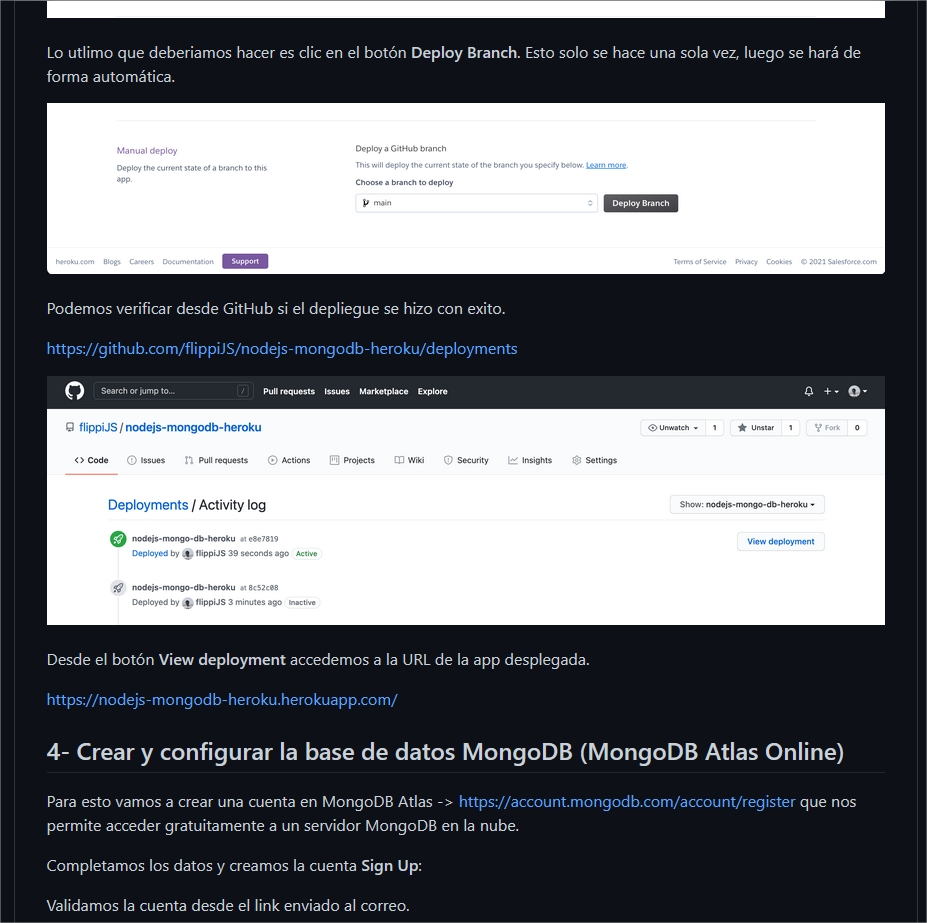 Lo utlimo que deberiamos hacer es clic en el botón Deploy Branch. Esto solo se hace una sola vez, luego se hará de
forma automática.
Manual deploy
Deploy the current state of a branch to this
app.
Deploy a GitHub branch
This will deploy the current state of the branch you specify below. Learn more.
Choose a branch to deploy
main
Deploy Branch
heroku.com Blogs Careers Documentation Support
Terms of Service Privacy Cookies © 2021 Salesforce.com
Podemos verificar desde GitHub si el depliegue se hizo con exito.
https://github.com/flippiJS/nodejs-mongodb-heroku/deployments
Search or jump to... / Pull requests Issues Marketplace Explore
flippiJS / nodejs-mongodb-heroku
Unwatch 1 Unstar 1 Fork 0
Code Issues Pull requests Actions Projects Wiki Security Insights Settings
Deployments / Activity log
Show: nodejs-mongo-db-heroku
nodejs-mongo-db-heroku at e8e7819
Deployed by flippiJS 39 seconds ago Active
View deployment
nodejs-mongo-db-heroku at 8c52c08
Deployed by flippiJS 3 minutes ago Inactive
Desde el botón View deployment accedemos a la URL de la app desplegada.
https://nodejs-mongodb-heroku.herokuapp.com/
4- Crear y configurar la base de datos MongoDB (MongoDB Atlas Online)
Para esto vamos a crear una cuenta en MongoDB Atlas -> https://account.mongodb.com/account/register que nos
permite acceder gratuitamente a un servidor MongoDB en la nube.
Completamos los datos y creamos la cuenta Sign Up:
Validamos la cuenta desde el link enviado al correo.